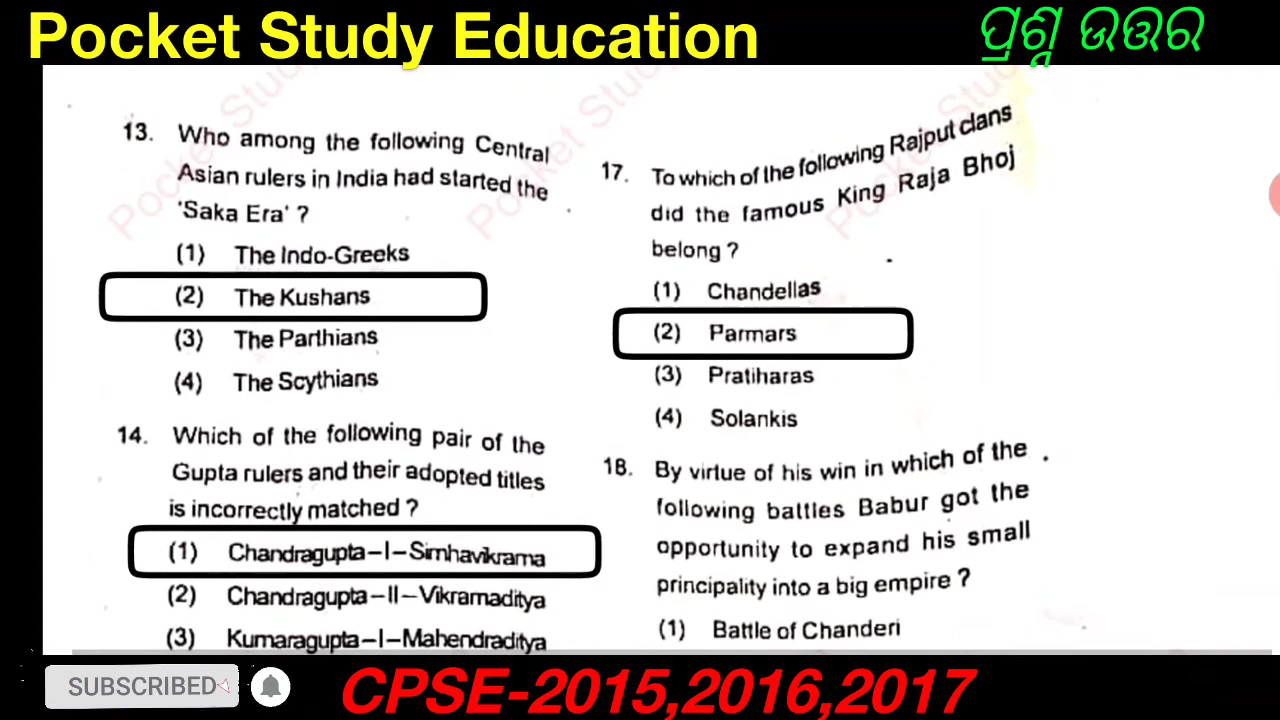 Pocket Study Education
ପ୍ରଶ୍ନ ଉତ୍ତର
13. Who among the following Central
Asian rulers in India had started the
'Saka Era' ?
(1) The Indo-Greeks
(2) The Kushans
(3) The Parthians
(4) The Scythians
14. Which of the following pair of the
Gupta rulers and their adopted titles
is incorrectly matched ?
(1) Chandragupta–I–Simhavikrama
(2) Chandragupta–II–Vikramaditya
(3) Kumaragupta–I–Mahendraditya
17. To which of the following Rajput clans
did the famous King Raja Bhoj
belong ?
(1) Chandellas
(2) Parmars
(3) Pratiharas
(4) Solankis
18. By virtue of his win in which of the
following battles Babur got the
opportunity to expand his small
principality into a big empire ?
(1) Battle of Chanderi
Pocket Stud
Pocket Stud
Pocket Stud
SUBSCRIBED
CPSE-2015,2016,2017